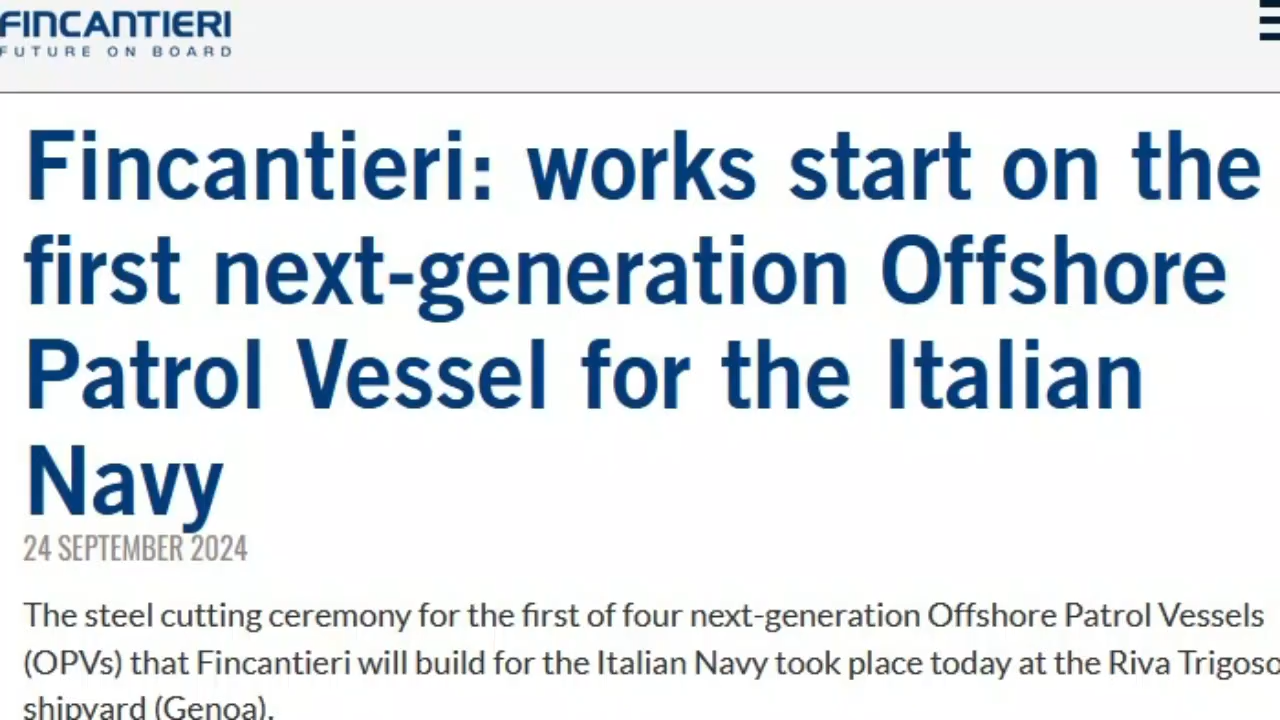 FINCANTIERI
FUTURE ON BOARD
Fincantieri: works start on the
first next-generation Offshore
Patrol Vessel for the Italian
Navy
24 SEPTEMBER 2024
The steel cutting ceremony for the first of four next-generation Offshore Patrol Vessels
(OPVs) that Fincantieri will build for the Italian Navy took place today at the Riva Trigoso
shipyard (Genoa).